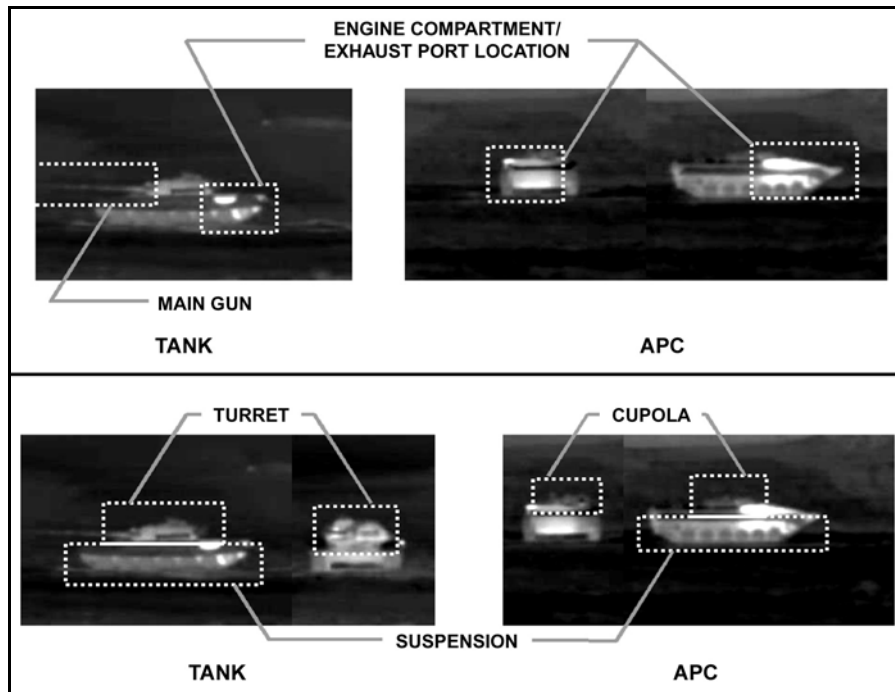 ENGINE COMPARTMENT/
EXHAUST PORT LOCATION
MAIN GUN
TANK
APC
TURRET
CUPOLA
SUSPENSION
TANK
APC